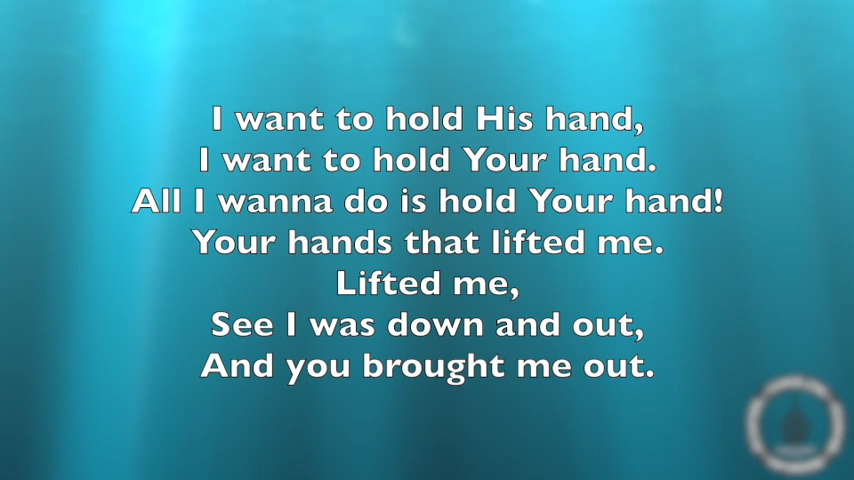 I want to hold His hand,
I want to hold Your hand.
All I wanna do is hold Your hand!
Your hands that lifted me.
Lifted me,
See I was down and out,
And you brought me out.